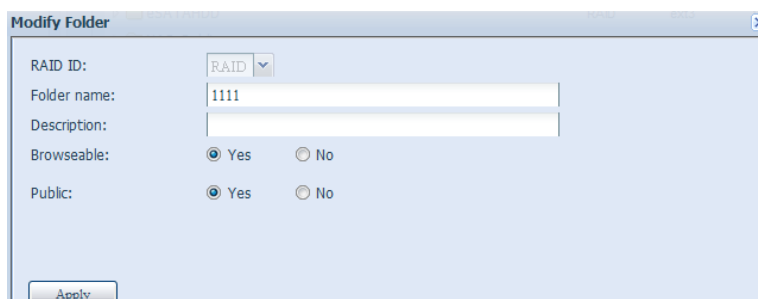 Modify Folder
RAID ID: RAID
Folder name: 1111
Description:
Browseable: Yes No
Public: Yes No
Apply